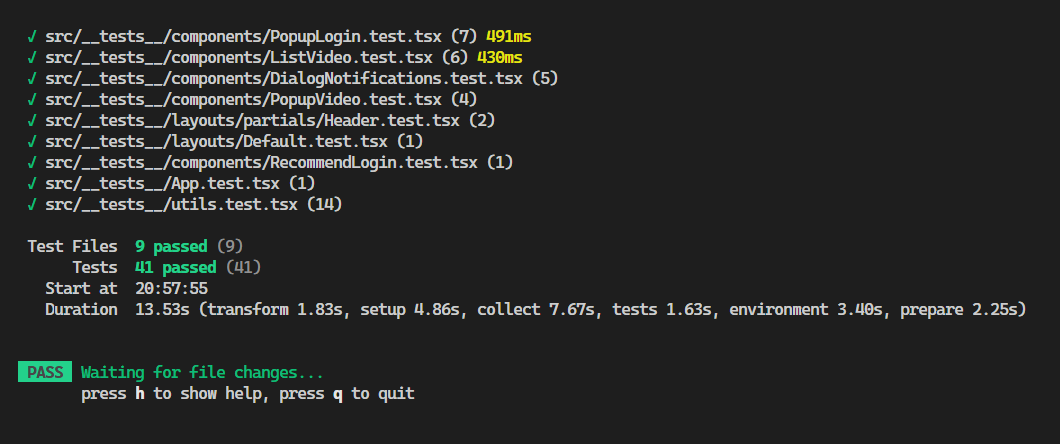 ✓ src/__tests__/components/PopupLogin.test.tsx (7) 491ms
✓ src/__tests__/components/ListVideo.test.tsx (6) 430ms
✓ src/__tests__/components/DialogNotifications.test.tsx (5)
✓ src/__tests__/components/PopupVideo.test.tsx (4)
✓ src/__tests__/layouts/partials/Header.test.tsx (2)
✓ src/__tests__/layouts/Default.test.tsx (1)
✓ src/__tests__/components/RecommendLogin.test.tsx (1)
✓ src/__tests__/App.test.tsx (1)
✓ src/__tests__/utils.test.tsx (14)
Test Files 9 passed (9)
Tests 41 passed (41)
Start at 20:57:55
Duration 13.53s (transform 1.83s, setup 4.86s, collect 7.67s, tests 1.63s, environment 3.40s, prepare 2.25s)
PASS Waiting for file changes...
press h to show help, press q to quit